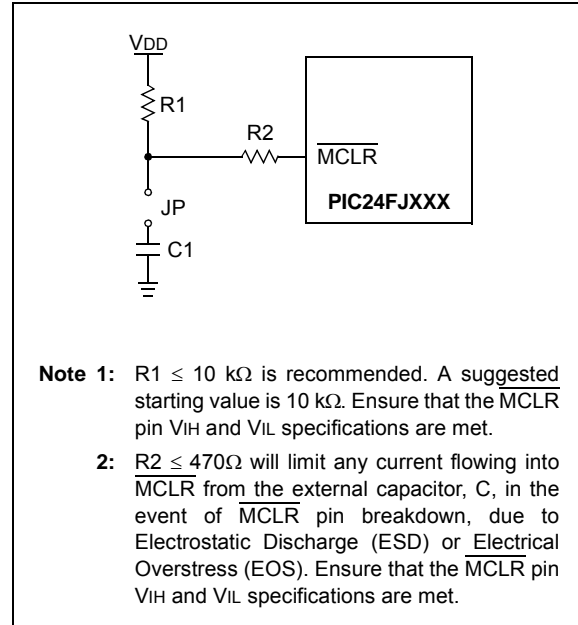 VDD
R1
R2
MCLR
PIC24FJXXX
JP
C1
Note 1: R1 ≤ 10 kΩ is recommended. A suggested
starting value is 10 kΩ. Ensure that the MCLR
pin VIH and VIL specifications are met.
2: R2 ≤ 470Ω will limit any current flowing into
MCLR from the external capacitor, C, in the
event of MCLR pin breakdown, due to
Electrostatic Discharge (ESD) or Electrical
Overstress (EOS). Ensure that the MCLR pin
VIH and VIL specifications are met.